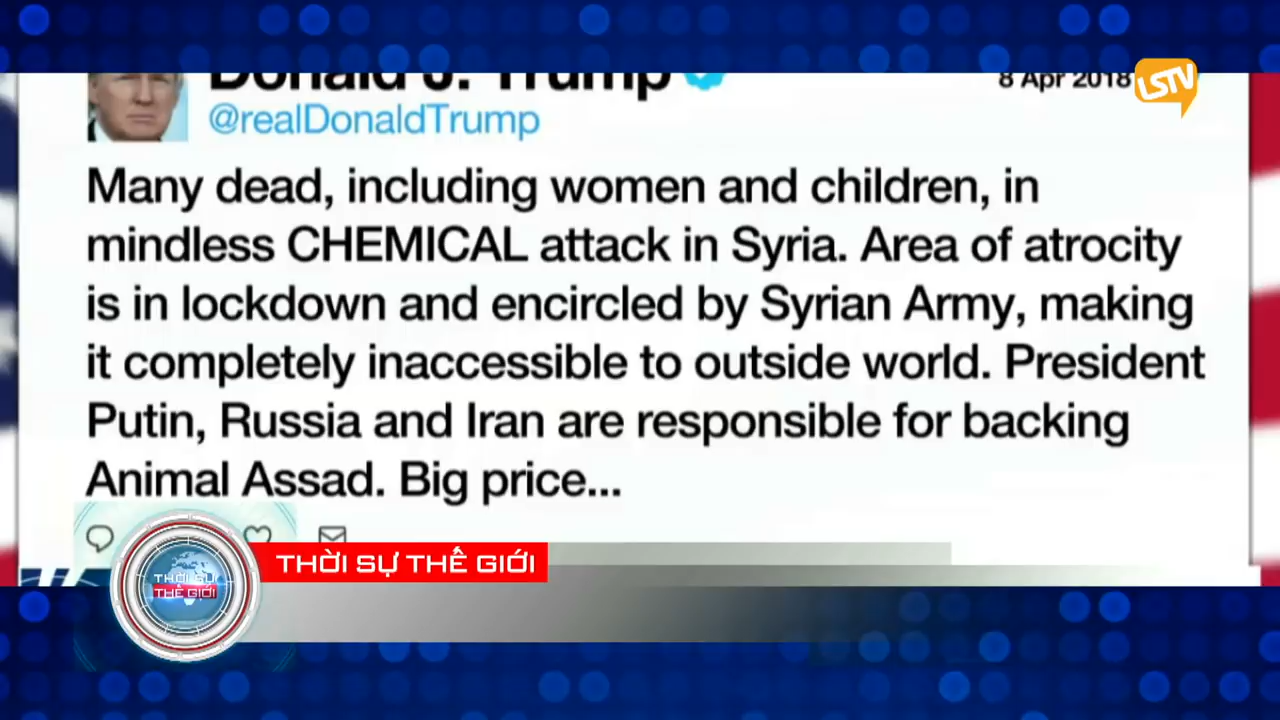 Donald J. Trump
8 Apr 2018
LSTV
@realDonaldTrump
Many dead, including women and children, in
mindless CHEMICAL attack in Syria. Area of atrocity
is in lockdown and encircled by Syrian Army, making
it completely inaccessible to outside world. President
Putin, Russia and Iran are responsible for backing
Animal Assad. Big price...
THỜI SỰ THẾ GIỚI
THỜI SỰ
THẾ GIỚI